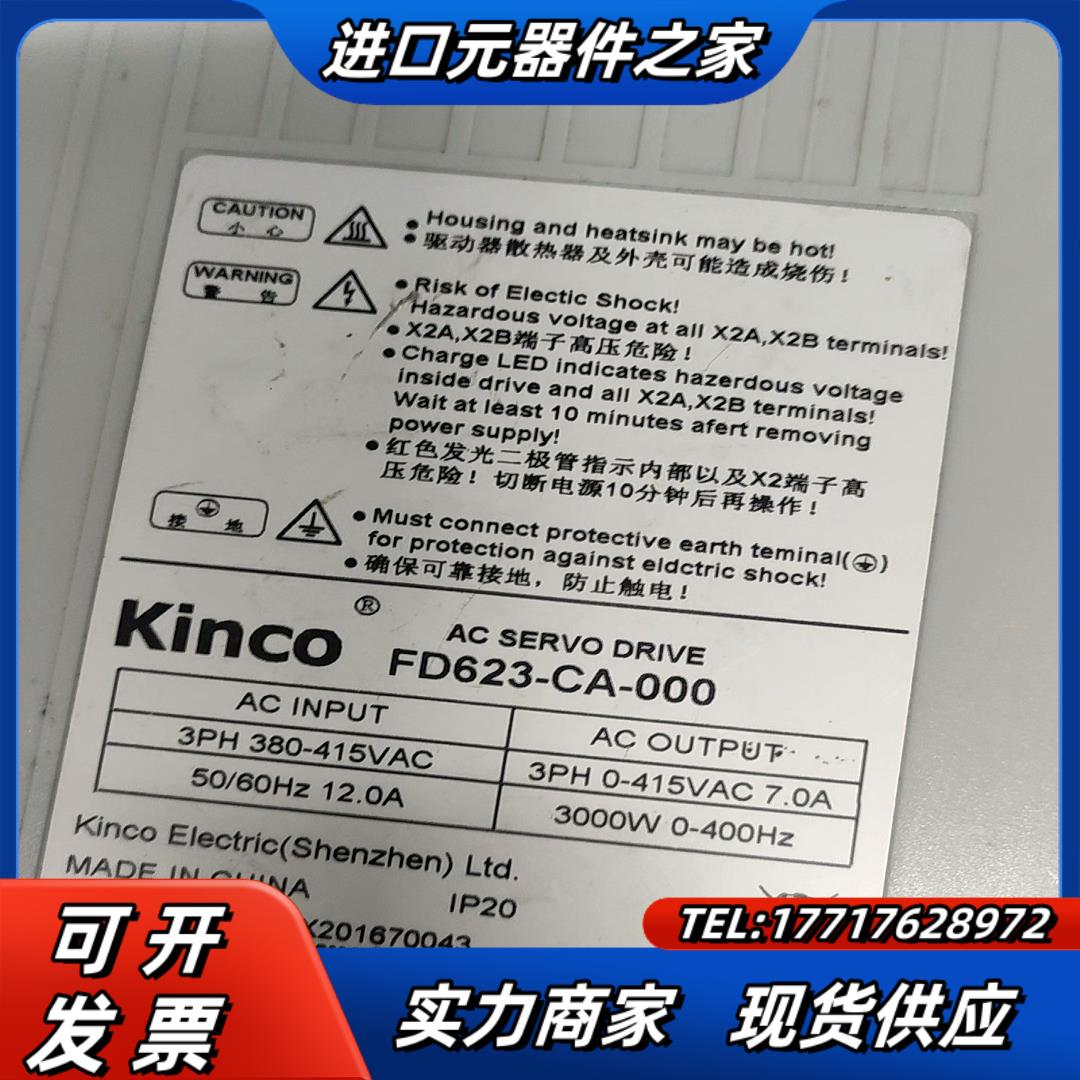 进口元器件之家
CAUTION
小 心
• Housing and heatsink may be hot!
• 驱动器散热器及外壳可能造成烧伤！
WARNING
警 告
• Risk of Electic Shock!
Hazardous voltage at all X2A,X2B terminals!
• X2A,X2B端子高压危险！
• Charge LED indicates hazerdous voltage
inside drive and all X2A,X2B terminals!
Wait at least 10 minutes afert removing
power supply!
• 红色发光二极管指示内部以及X2端子高
压危险！切断电源10分钟后再操作！
接 地
• Must connect protective earth teminal(⏚)
for protection against eldctric shock!
• 确保可靠接地，防止触电！
Kinco®
AC SERVO DRIVE
FD623-CA-000
AC INPUT
AC OUTPUT
3PH 380-415VAC
3PH 0-415VAC 7.0A
50/60Hz 12.0A
3000W 0-400Hz
Kinco Electric(Shenzhen) Ltd.
MADE IN CHINA
IP20
X201670043
TEL:17717628972
可开
发票
实力商家 现货供应